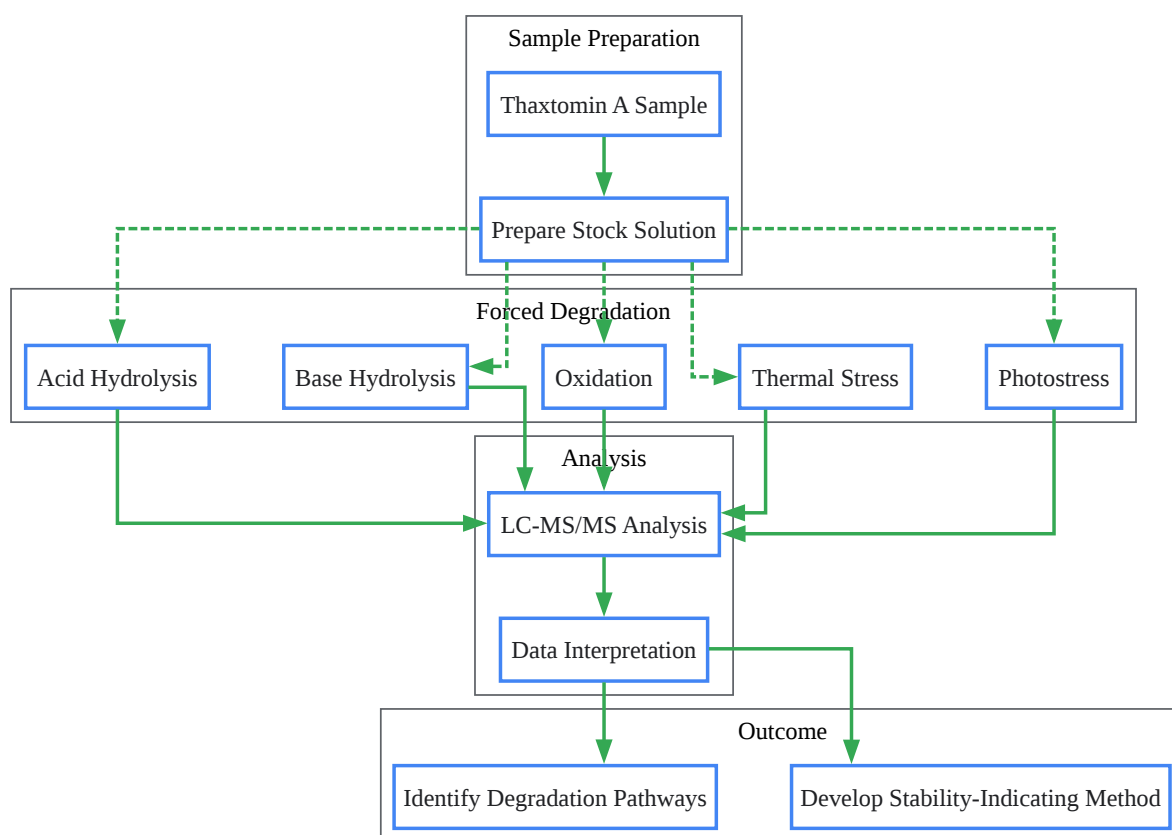 Sample Preparation
Thaxtomin A Sample
Prepare Stock Solution
Forced Degradation
Acid Hydrolysis
Base Hydrolysis
Oxidation
Thermal Stress
Photostress
Analysis
LC-MS/MS Analysis
Data Interpretation
Outcome
Identify Degradation Pathways
Develop Stability-Indicating Method